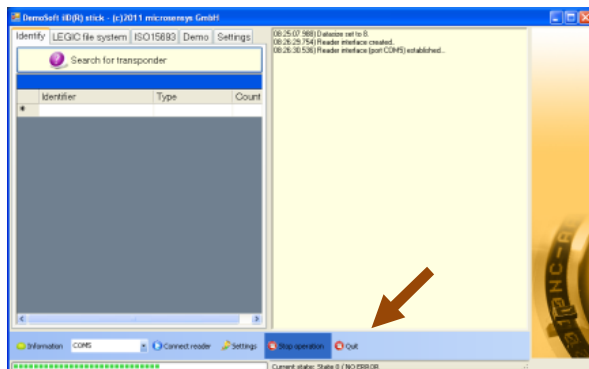 DemoSoft iID(R) stick - (c)2011 microsensys GmbH
Identify LEGIC file system ISO15693 Demo Settings
Search for transponder
Identifier Type Count
08:25:07 988) Datasize set to 8.
08:26:29 754) Reader interface created.
08:26:30 536) Reader interface (port COM5) established..
Information COM5 Connect reader Settings Stop operation Quit
Current state: State 0 / NO ERROR